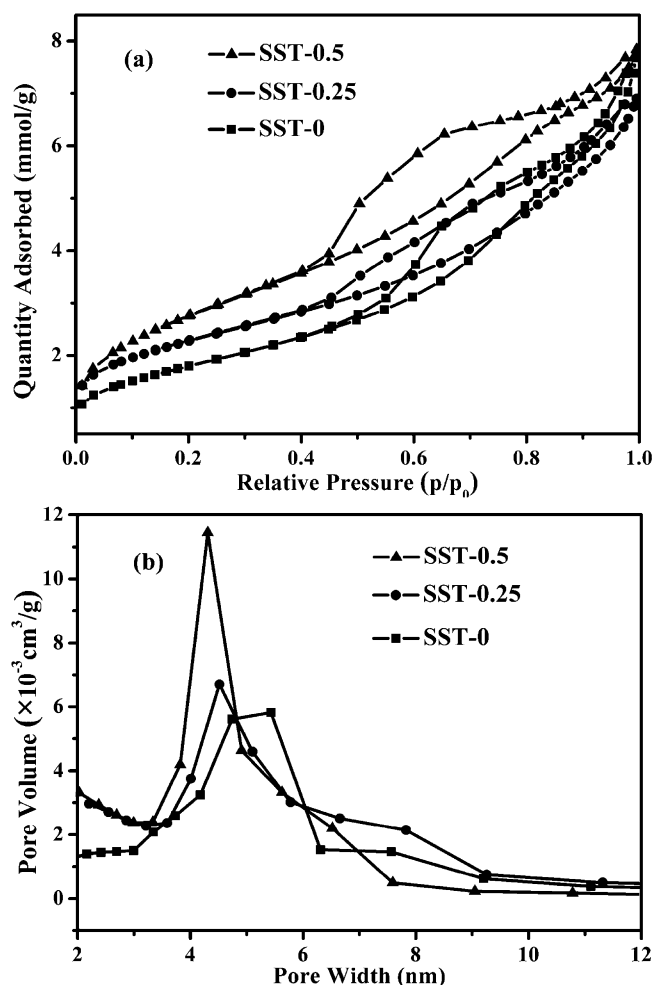 (a)
SST-0.5
SST-0.25
SST-0
8
6
4
2
Quantity Adsorbed (mmol/g)
0.0 0.2 0.4 0.6 0.8 1.0
Relative Pressure (p/p₀)
(b)
SST-0.5
SST-0.25
SST-0
12
10
8
6
4
2
0
Pore Volume (×10⁻³cm³/g)
2 4 6 8 10 12
Pore Width (nm)